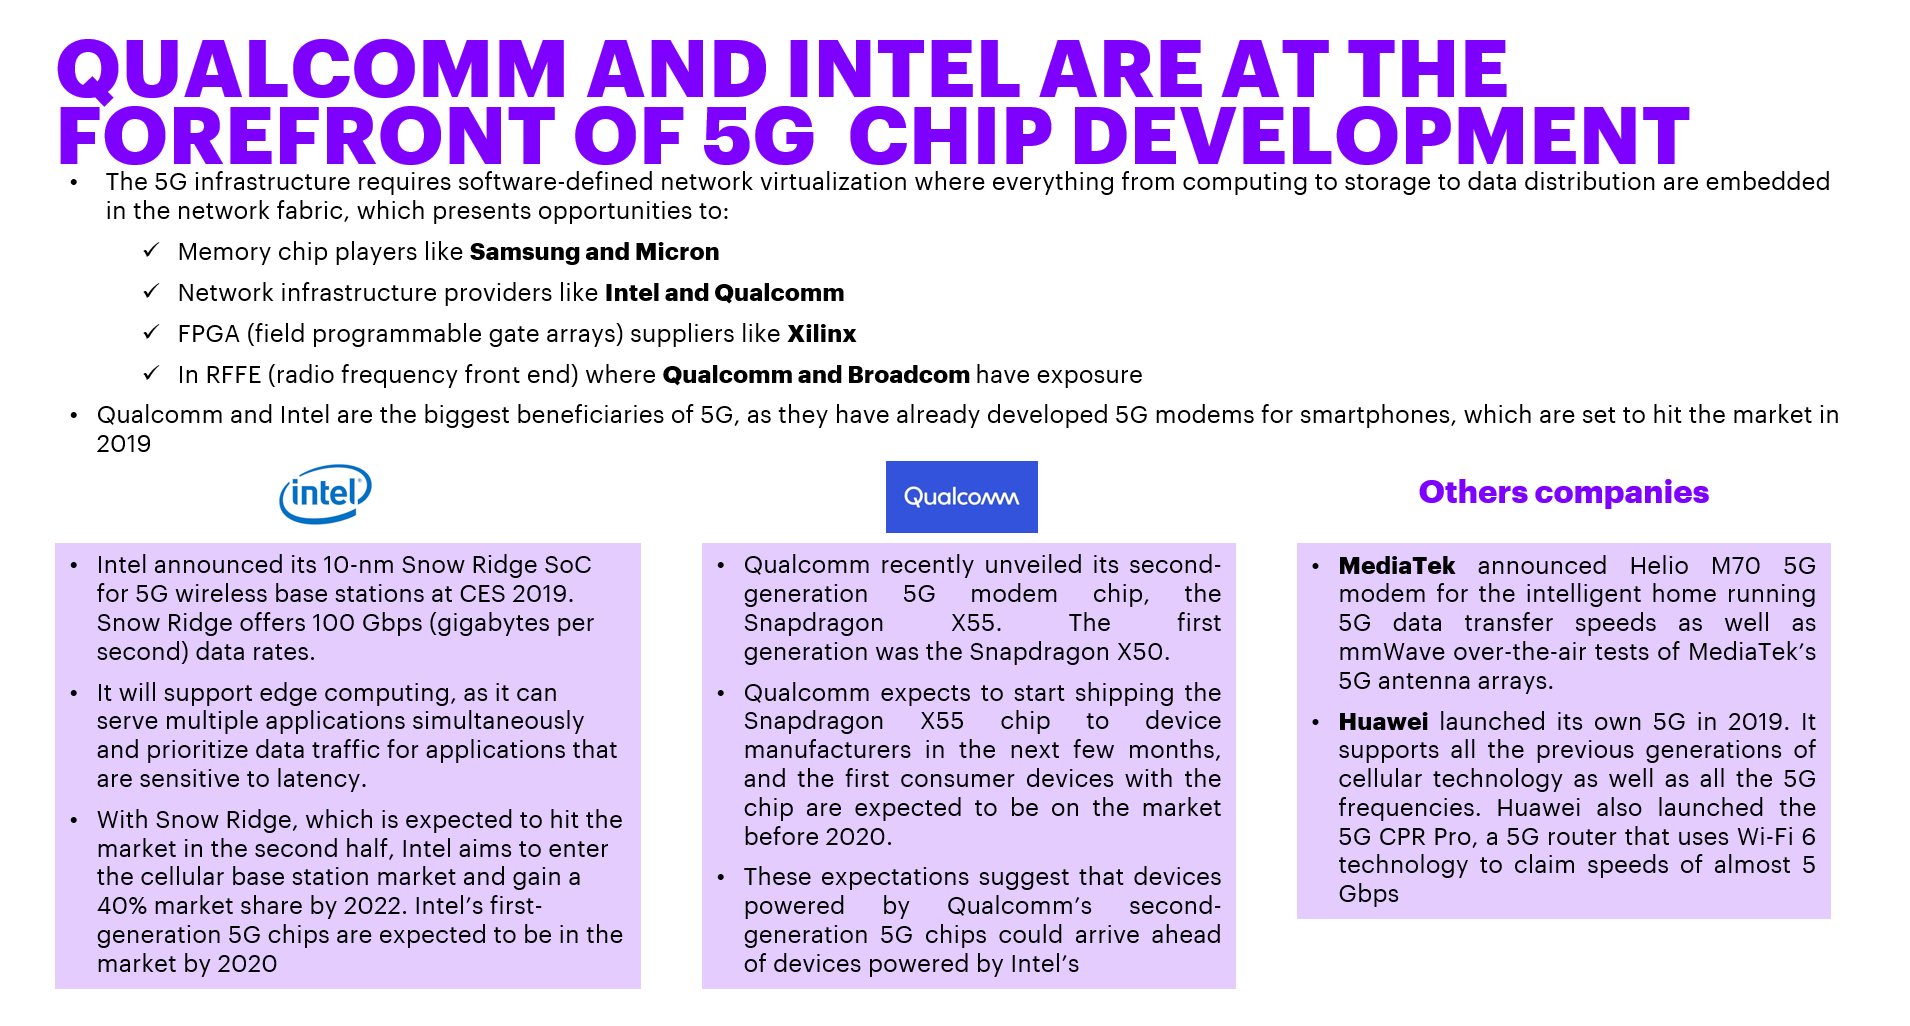 QUALCOMM AND INTEL ARE AT THE
FOREFRONT OF 5G CHIP DEVELOPMENT
• The 5G infrastructure requires software-defined network virtualization where everything from computing to storage to data distribution are embedded
in the network fabric, which presents opportunities to:
✓ Memory chip players like Samsung and Micron
✓ Network infrastructure providers like Intel and Qualcomm
✓ FPGA (field programmable gate arrays) suppliers like Xilinx
✓ In RFFE (radio frequency front end) where Qualcomm and Broadcom have exposure
• Qualcomm and Intel are the biggest beneficiaries of 5G, as they have already developed 5G modems for smartphones, which are set to hit the market in
2019
intel
• Intel announced its 10-nm Snow Ridge SoC
for 5G wireless base stations at CES 2019.
Snow Ridge offers 100 Gbps (gigabytes per
second) data rates.
• It will support edge computing, as it can
serve multiple applications simultaneously
and prioritize data traffic for applications that
are sensitive to latency.
• With Snow Ridge, which is expected to hit the
market in the second half, Intel aims to enter
the cellular base station market and gain a
40% market share by 2022. Intel’s first-
generation 5G chips are expected to be in the
market by 2020
Qualcomm
• Qualcomm recently unveiled its second-
generation 5G modem chip, the
Snapdragon X55. The first
generation was the Snapdragon X50.
• Qualcomm expects to start shipping the
Snapdragon X55 chip to device
manufacturers in the next few months,
and the first consumer devices with the
chip are expected to be on the market
before 2020.
• These expectations suggest that devices
powered by Qualcomm’s second-
generation 5G chips could arrive ahead
of devices powered by Intel’s
Others companies
• MediaTek announced Helio M70 5G
modem for the intelligent home running
5G data transfer speeds as well as
mmWave over-the-air tests of MediaTek’s
5G antenna arrays.
• Huawei launched its own 5G in 2019. It
supports all the previous generations of
cellular technology as well as all the 5G
frequencies. Huawei also launched the
5G CPR Pro, a 5G router that uses Wi-Fi 6
technology to claim speeds of almost 5
Gbps